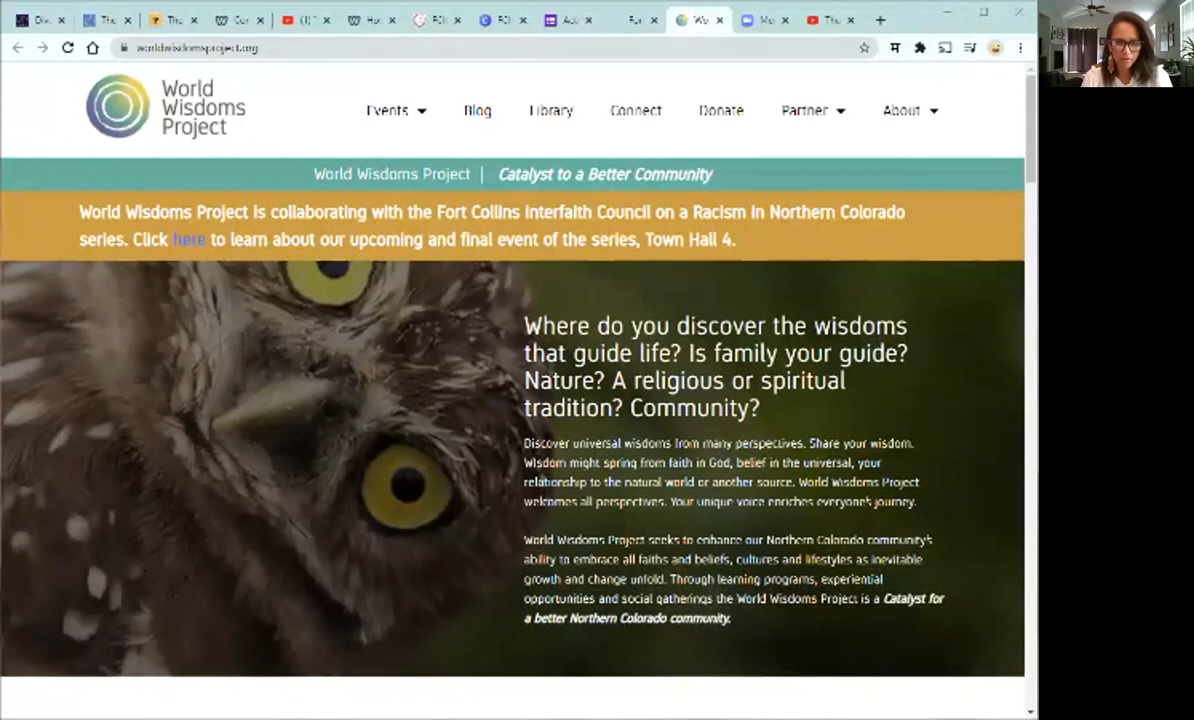 The
The
worldwisdomsproject.org
World
Wisdoms
Project
Events Blog Library Connect Donate Partner About
World Wisdoms Project | Catalyst to a Better Community
World Wisdoms Project is collaborating with the Fort Collins Interfaith Council on a Racism in Northern Colorado
series. Click here to learn about our upcoming and final event of the series, Town Hall 4.
Where do you discover the wisdoms
that guide life? Is family your guide?
Nature? A religious or spiritual
tradition? Community?
Discover universal wisdoms from many perspectives. Share your wisdom.
Wisdom might spring from faith in God, belief in the universal, your
relationship to the natural world or another source. World Wisdoms Project
welcomes all perspectives. Your unique voice enriches everyone's journey.
World Wisdoms Project seeks to enhance our Northern Colorado community's
ability to embrace all faiths and beliefs, cultures and lifestyles as inevitable
growth and change unfold. Through learning programs, experiential
opportunities and social gatherings the World Wisdoms Project is a Catalyst for
a better Northern Colorado community.